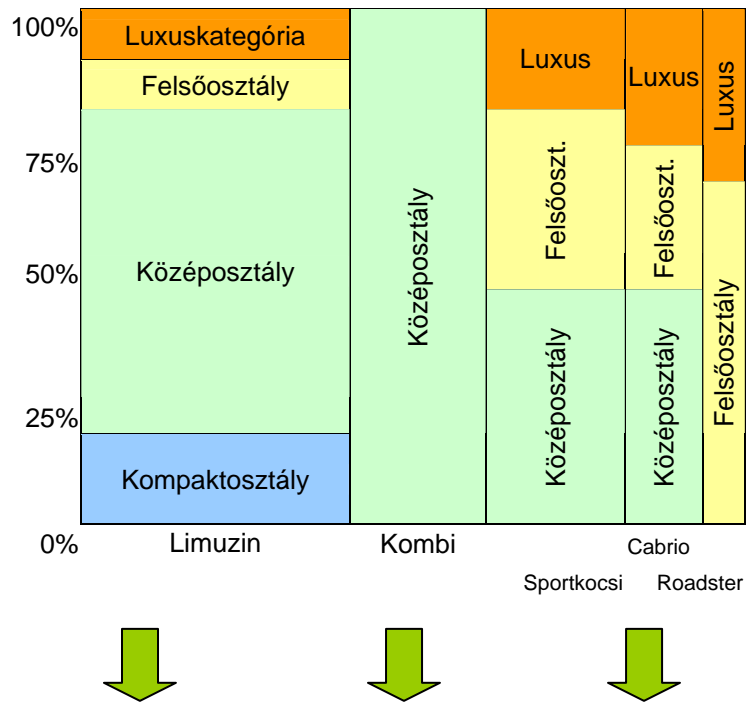 100%
75%
50%
25%
0%
Luxuskategória
Felsőosztály
Középosztály
Kompaktosztály
Középosztály
Luxus
Felsőoszt.
Középosztály
Luxus
Felsőoszt.
Középosztály
Luxus
Felsőosztály
Limuzin
Kombi
Cabrio
Sportkocsi
Roadster